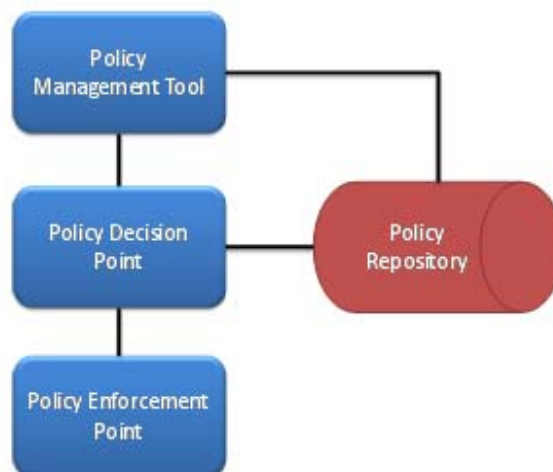 Policy
Management Tool
Policy Decision
Point
Policy
Repository
Policy Enforcement
Point